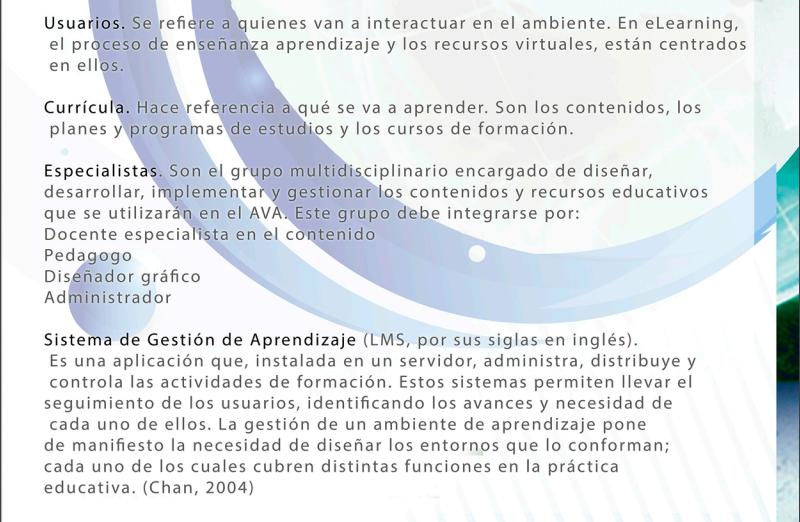 Usuarios. Se refiere a quienes van a interactuar en el ambiente. En eLearning,
el proceso de enseñanza aprendizaje y los recursos virtuales, están centrados
en ellos.
Currícula. Hace referencia a qué se va a aprender. Son los contenidos, los
planes y programas de estudios y los cursos de formación.
Especialistas. Son el grupo multidisciplinario encargado de diseñar,
desarrollar, implementar y gestionar los contenidos y recursos educativos
que se utilizarán en el AVA. Este grupo debe integrarse por:
Docente especialista en el contenido
Pedagogo
Diseñador gráfico
Administrador
Sistema de Gestión de Aprendizaje (LMS, por sus siglas en inglés).
Es una aplicación que, instalada en un servidor, administra, distribuye y
controla las actividades de formación. Estos sistemas permiten llevar el
seguimiento de los usuarios, identificando los avances y necesidad de
cada uno de ellos. La gestión de un ambiente de aprendizaje pone
de manifiesto la necesidad de diseñar los entornos que lo conforman;
cada uno de los cuales cubren distintas funciones en la práctica
educativa. (Chan, 2004)